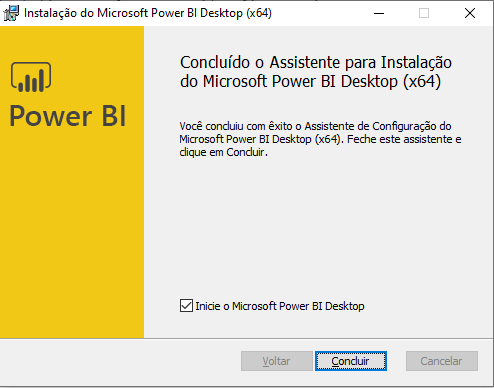 Instalação do Microsoft Power BI Desktop (x64)
Power BI
Concluído o Assistente para Instalação
do Microsoft Power BI Desktop (x64)
Você concluiu com êxito o Assistente de Configuração do
Microsoft Power BI Desktop (x64). Feche este assistente e
clique em Concluir.
Inicie o Microsoft Power BI Desktop
Voltar
Concluir
Cancelar